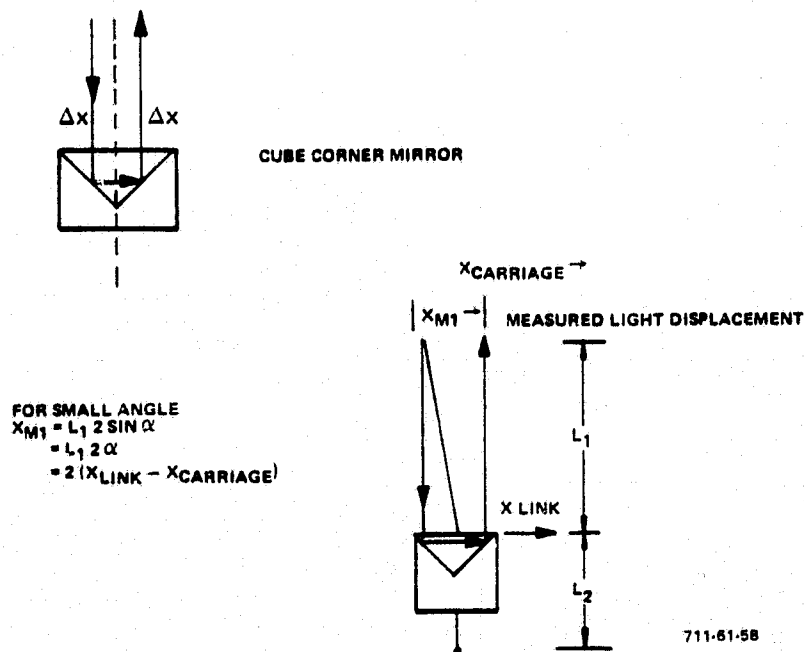 Δx Δx
CUBE CORNER MIRROR
XCARRIAGE →
XM1 → MEASURED LIGHT DISPLACEMENT
FOR SMALL ANGLE
XM1 = L1 2 SIN α
= L1 2α
= 2 (XLINK – XCARRIAGE)
L1
X LINK
L2
711-61-58